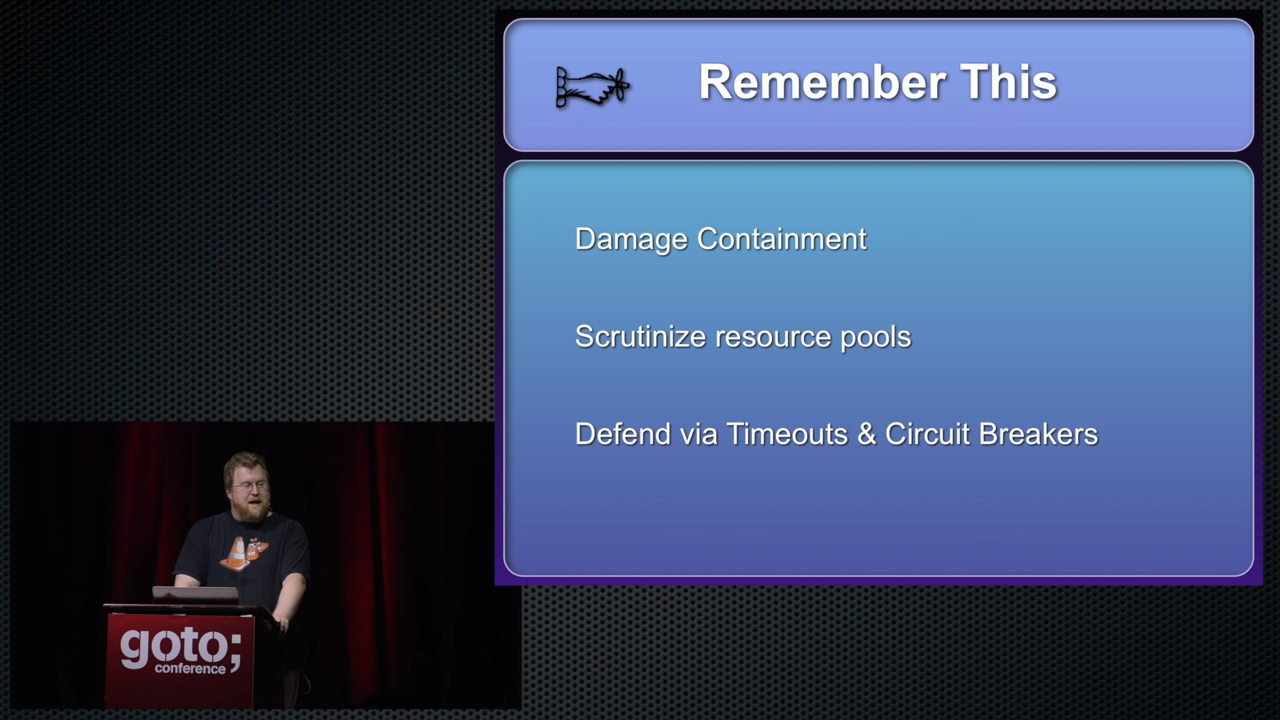 Remember This
Damage Containment
Scrutinize resource pools
Defend via Timeouts & Circuit Breakers
goto;
conference